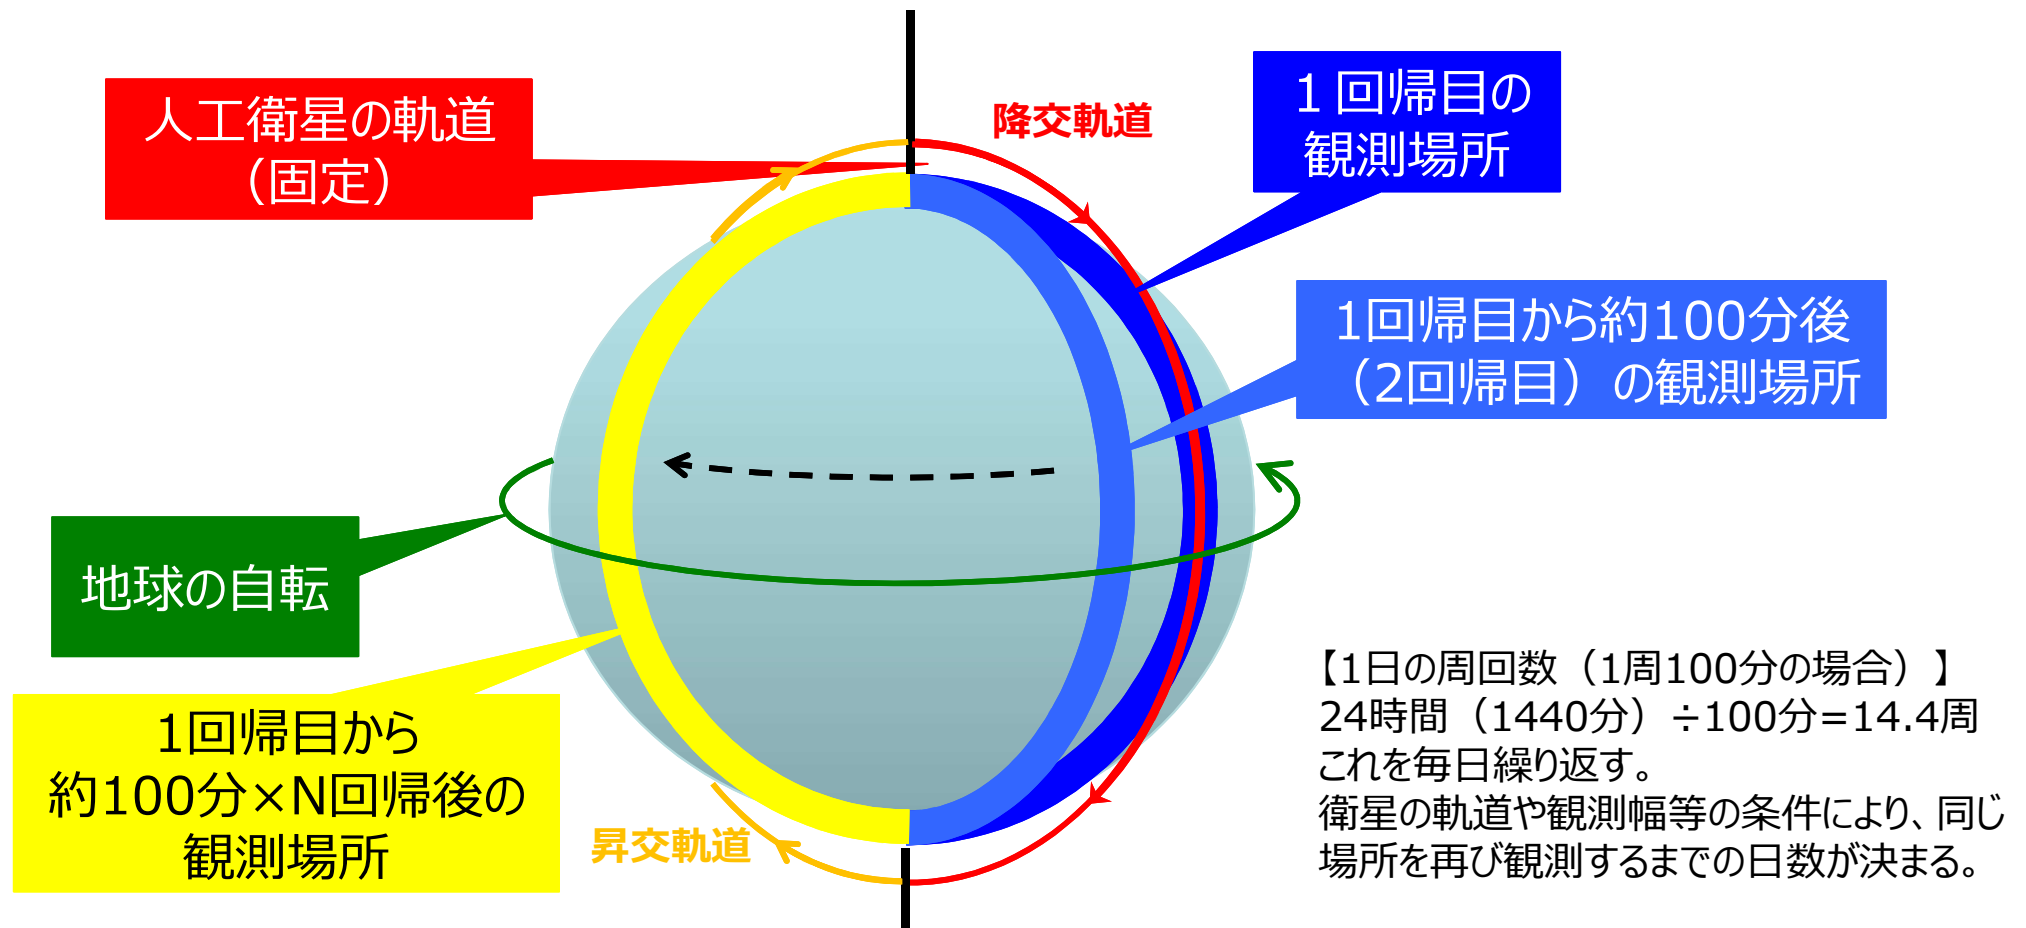 人工衛星の軌道
（固定）
降交軌道
１回帰目の
観測場所
1回帰目から約100分後
（2回帰目）の観測場所
地球の自転
1回帰目から
約100分×N回帰後の
観測場所
昇交軌道
【1日の周回数（1周100分の場合）】
24時間（1440分）÷100分=14.4周
これを毎日繰り返す。
衛星の軌道や観測幅等の条件により、同じ
場所を再び観測するまでの日数が決まる。